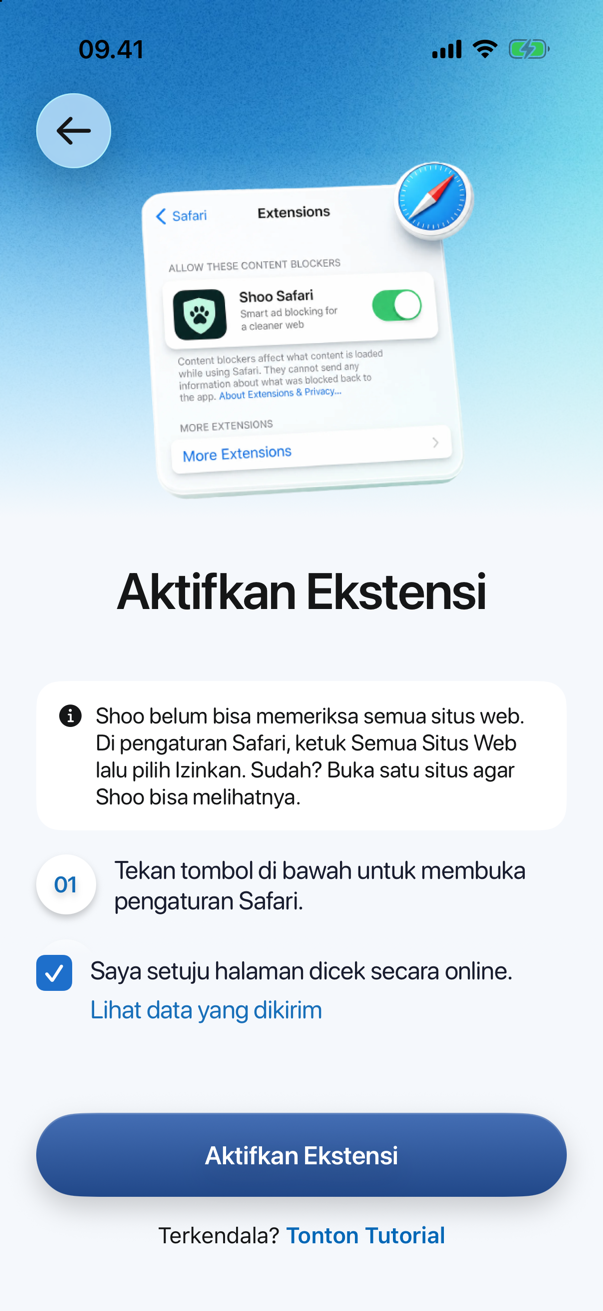 09.41
Safari
Extensions
ALLOW THESE CONTENT BLOCKERS
Shoo Safari
Smart ad blocking for
a cleaner web
Content blockers affect what content is loaded
while using Safari. They cannot send any
information about what was blocked back to
the app. About Extensions & Privacy...
MORE EXTENSIONS
More Extensions
Aktifkan Ekstensi
Shoo belum bisa memeriksa semua situs web.
Di pengaturan Safari, ketuk Semua Situs Web
lalu pilih Izinkan. Sudah? Buka satu situs agar
Shoo bisa melihatnya.
01
Tekan tombol di bawah untuk membuka
pengaturan Safari.
Saya setuju halaman dicek secara online.
Lihat data yang dikirim
Aktifkan Ekstensi
Terkendala? Tonton Tutorial